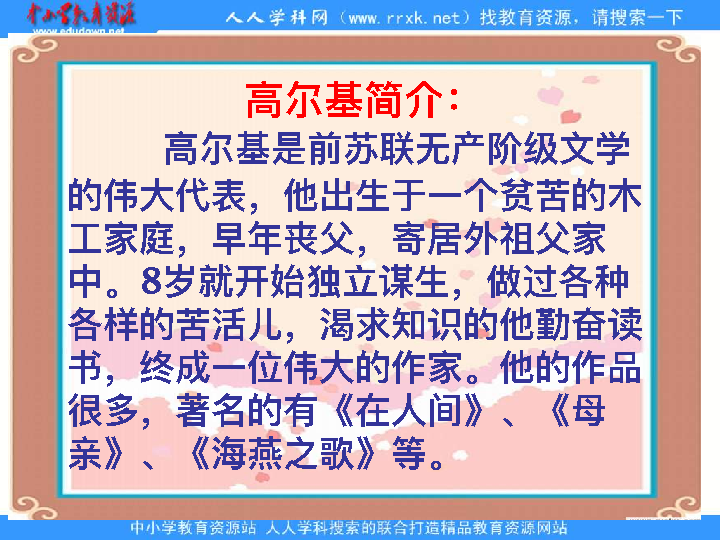 中小学教育资源
www.edudown.net
人人学科网（www.rrxk.net）找教育资源，请搜索一下
高尔基简介：
高尔基是前苏联无产阶级文学
的伟大代表，他出生于一个贫苦的木
工家庭，早年丧父，寄居外祖父家
中。8岁就开始独立谋生，做过各种
各样的苦活儿，渴求知识的他勤奋读
书，终成一位伟大的作家。他的作品
很多，著名的有《在人间》、《母
亲》、《海燕之歌》等。
中小学教育资源站 人人学科搜索的联合打造精品教育资源网站